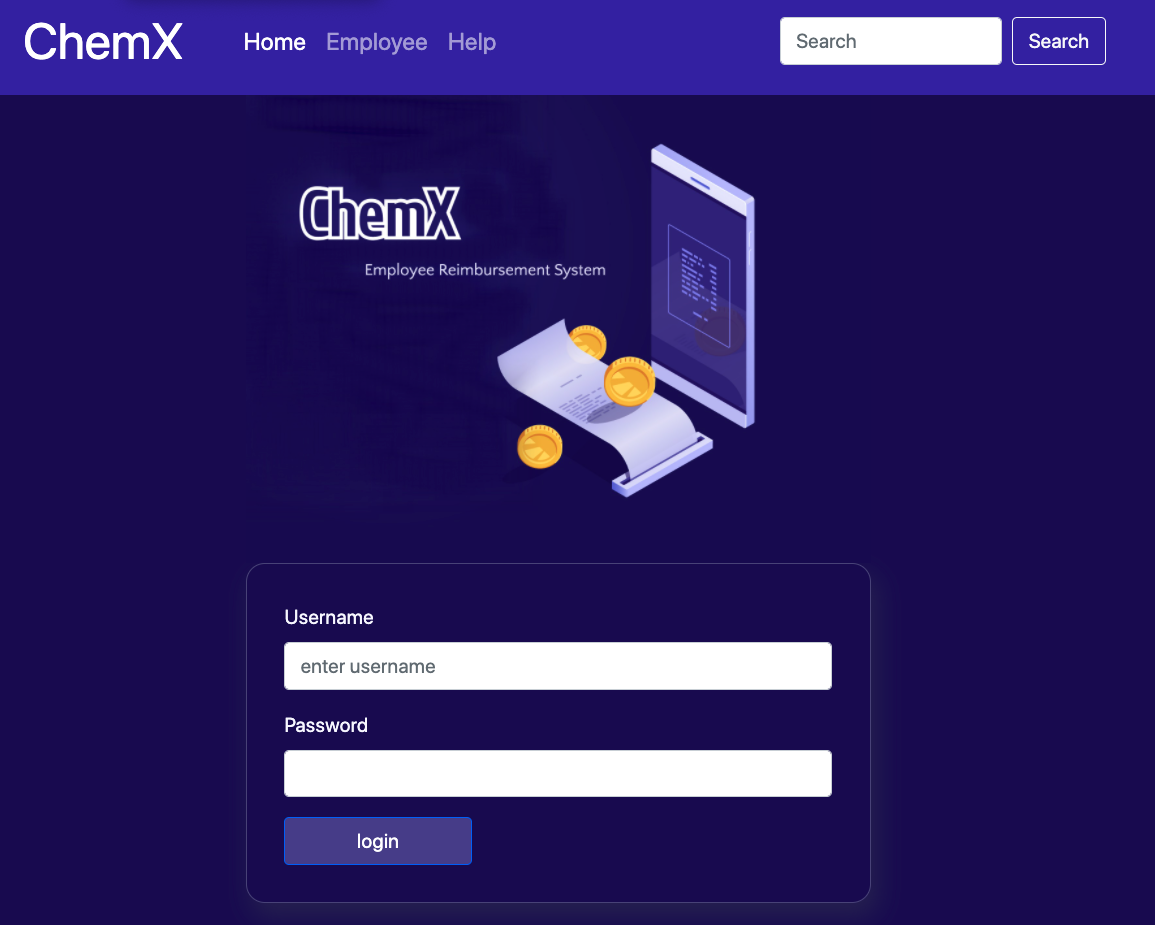 ChemX Home Employee Help Search Search
ChemX
Employee Reimbursement System
Username
enter username
Password
login